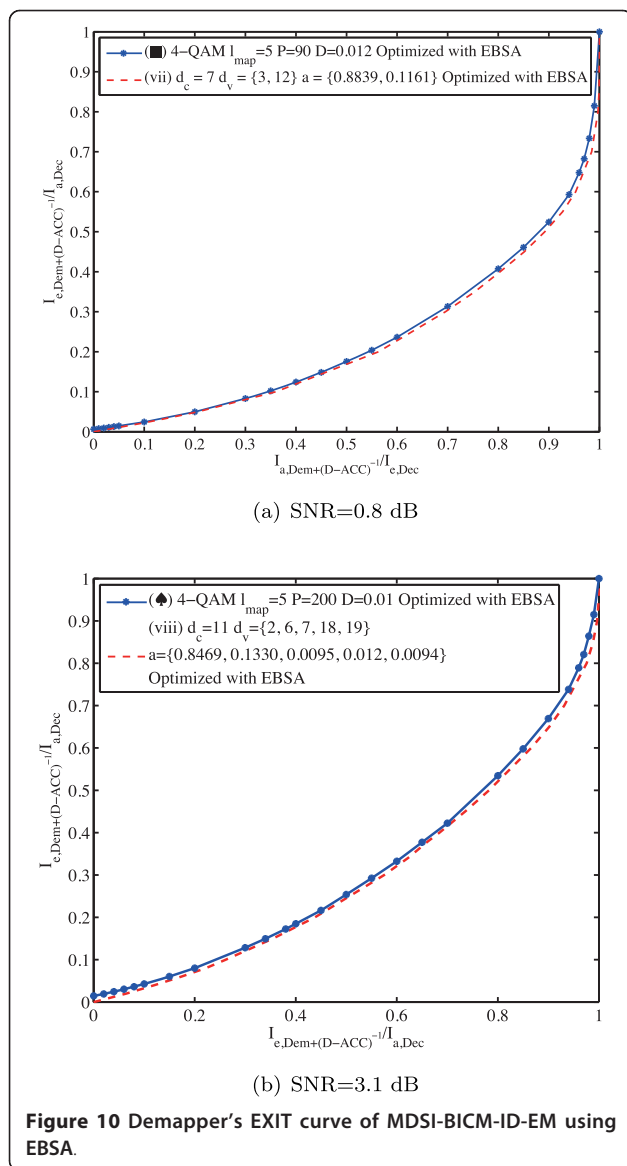 (■) 4−QAM l_map=5 P=90 D=0.012 Optimized with EBSA
(vii) d_c = 7 d_v = {3, 12} a = {0.8839, 0.1161} Optimized with EBSA
I_e,Dem+(D−ACC)^−1/I_a,Dec
1
0.9
0.8
0.7
0.6
0.5
0.4
0.3
0.2
0.1
0
0 0.1 0.2 0.3 0.4 0.5 0.6 0.7 0.8 0.9 1
I_a,Dem+(D−ACC)^−1/I_e,Dec
(a) SNR=0.8 dB
(♠) 4−QAM l_map=5 P=200 D=0.01 Optimized with EBSA
(viii) d_c=11 d_v={2, 6, 7, 18, 19}
a={0.8469, 0.1330, 0.0095, 0.012, 0.0094}
Optimized with EBSA
I_e,Dem+(D−ACC)^−1/I_a,Dec
1
0.9
0.8
0.7
0.6
0.5
0.4
0.3
0.2
0.1
0
0 0.2 0.4 0.6 0.8 1
I_e,Dem+(D−ACC)^−1/I_a,Dec
(b) SNR=3.1 dB
Figure 10 Demapper's EXIT curve of MDSI-BICM-ID-EM using
EBSA.